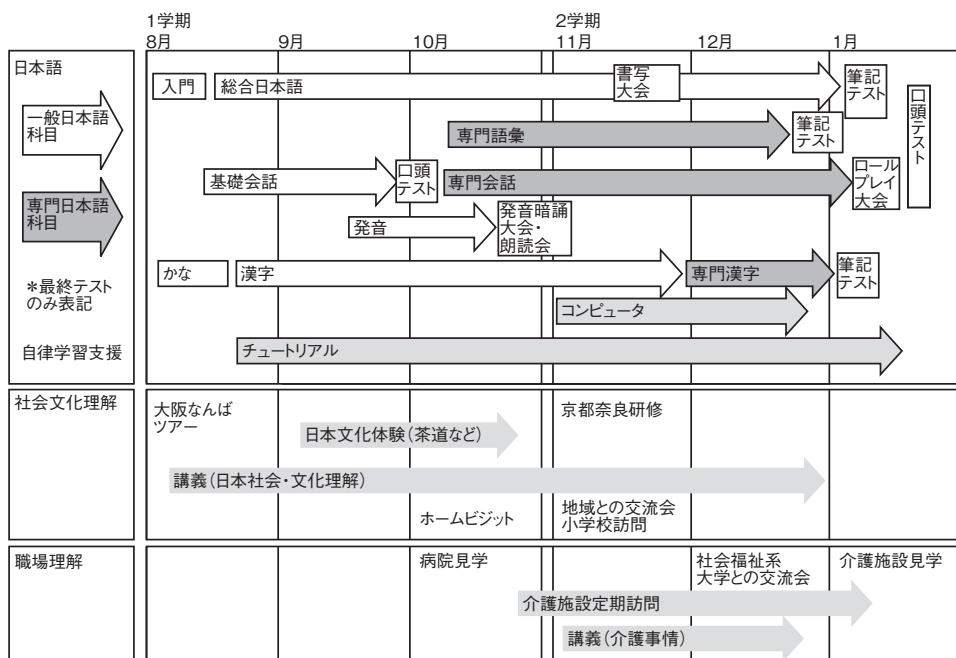 1学期
2学期
8月
9月
10月
11月
12月
1月
日本語
一般日本語
科目
専門日本語
科目
*最終テスト
のみ表記
自律学習支援
入門
総合日本語
書写
大会
筆記
テスト
口頭テスト
専門語彙
筆記
テスト
基礎会話
口頭
テスト
専門会話
ロール
プレイ
大会
発音
発音暗誦
大会・
朗読会
かな
漢字
専門漢字
筆記
テスト
コンピュータ
チュートリアル
社会文化理解
大阪なんば
ツアー
京都奈良研修
日本文化体験(茶道など)
講義(日本社会・文化理解)
ホームビジット
地域との交流会
小学校訪問
職場理解
病院見学
社会福祉系
大学との交流会
介護施設見学
介護施設定期訪問
講義(介護事情)